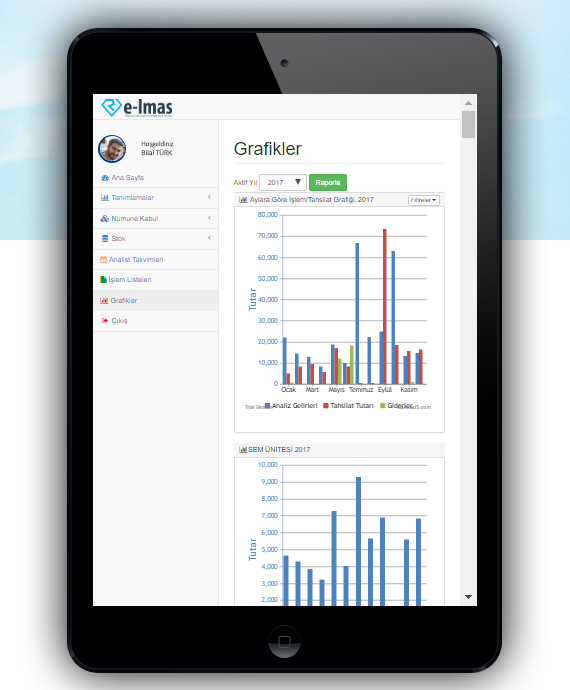 e-lmas
Hoşgeldiniz
Bilal TÜRK
Ana Sayfa
Tanımlamalar
Numune Kabul
Stok
Analist Takvimleri
İşlem Listeleri
Grafikler
Çıkış
Grafikler
Aktif Yıl 2017 Raporla
Aylara Göre İşlem/Tahsilat Grafiği, 2017 Filtreler
80,000
70,000
60,000
50,000
40,000
30,000
20,000
10,000
0
Tutar
Ocak Mart Mayıs Temmuz Eylül Kasım
Trial Version Analiz Gelirleri Tahsilat Tutarı Giderler
SEM ÜNİTESİ 2017
10,000
9,000
8,000
7,000
6,000
5,000
4,000
3,000
2,000
Tutar